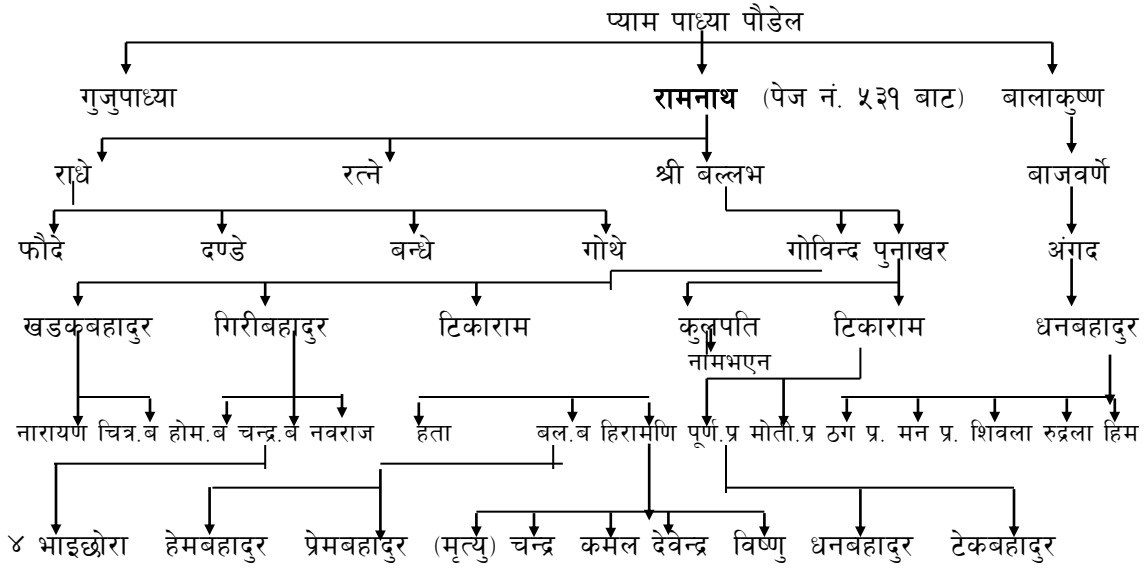 प्याम पाध्या पौडेल
गुजुपाध्या रामनाथ (पेज नं. ५३१ बाट) बालाकुष्ण
राधे रत्ने श्री बल्लभ बाजवर्णे
फौदे दण्डे बन्धे गोथे गोविन्द पुनाखर अंगद
खडकबहादुर गिरीबहादुर टिकाराम कुलपति टिकाराम धनबहादुर
नामभएन
नारायण चित्र.ब होम.ब चन्द्र.ब नवराज हता बल.ब हिरामणि पूर्ण.प्र मोती.प्र ठग प्र. मन प्र. शिवला रुद्रला हिम
४ भाइछोरा हेमबहादुर प्रेमबहादुर (मृत्यु) चन्द्र कमल देवेन्द्र विष्णु धनबहादुर टेकबहादुर